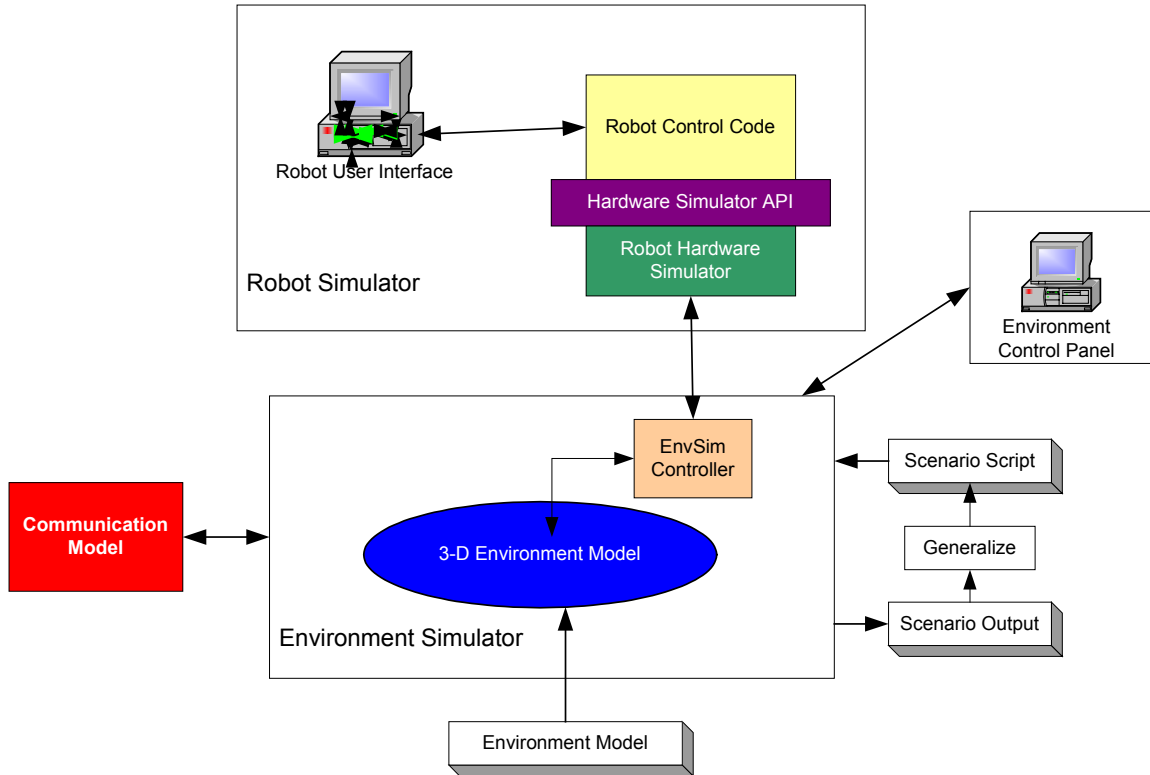 Robot Control Code
Robot User Interface
Hardware Simulator API
Robot Hardware
Simulator
Robot Simulator
Environment
Control Panel
EnvSim
Controller
Scenario Script
Communication
Model
3-D Environment Model
Generalize
Scenario Output
Environment Simulator
Environment Model